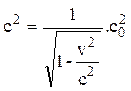 c² = 1/√(1 - v²/c²) .c₀²